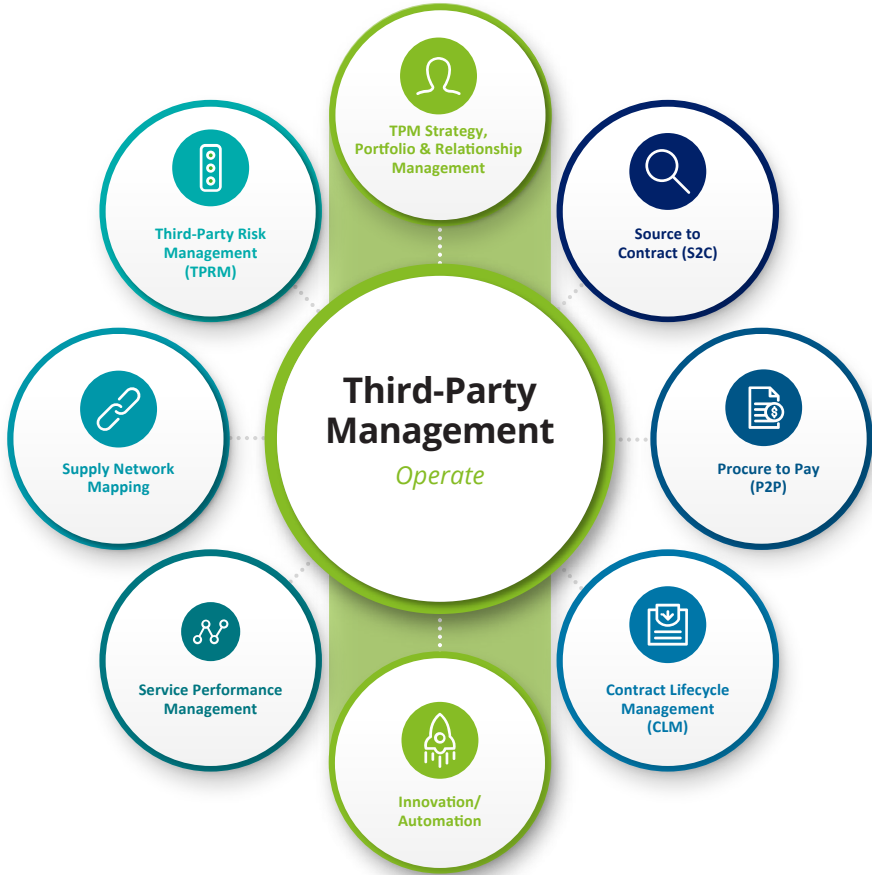 TPM Strategy,
Portfolio & Relationship
Management
Source to
Contract (S2C)
Procure to Pay
(P2P)
Contract Lifecycle
Management
(CLM)
Innovation/
Automation
Service Performance
Management
Supply Network
Mapping
Third-Party Risk
Management
(TPRM)
Third-Party
Management
Operate
$